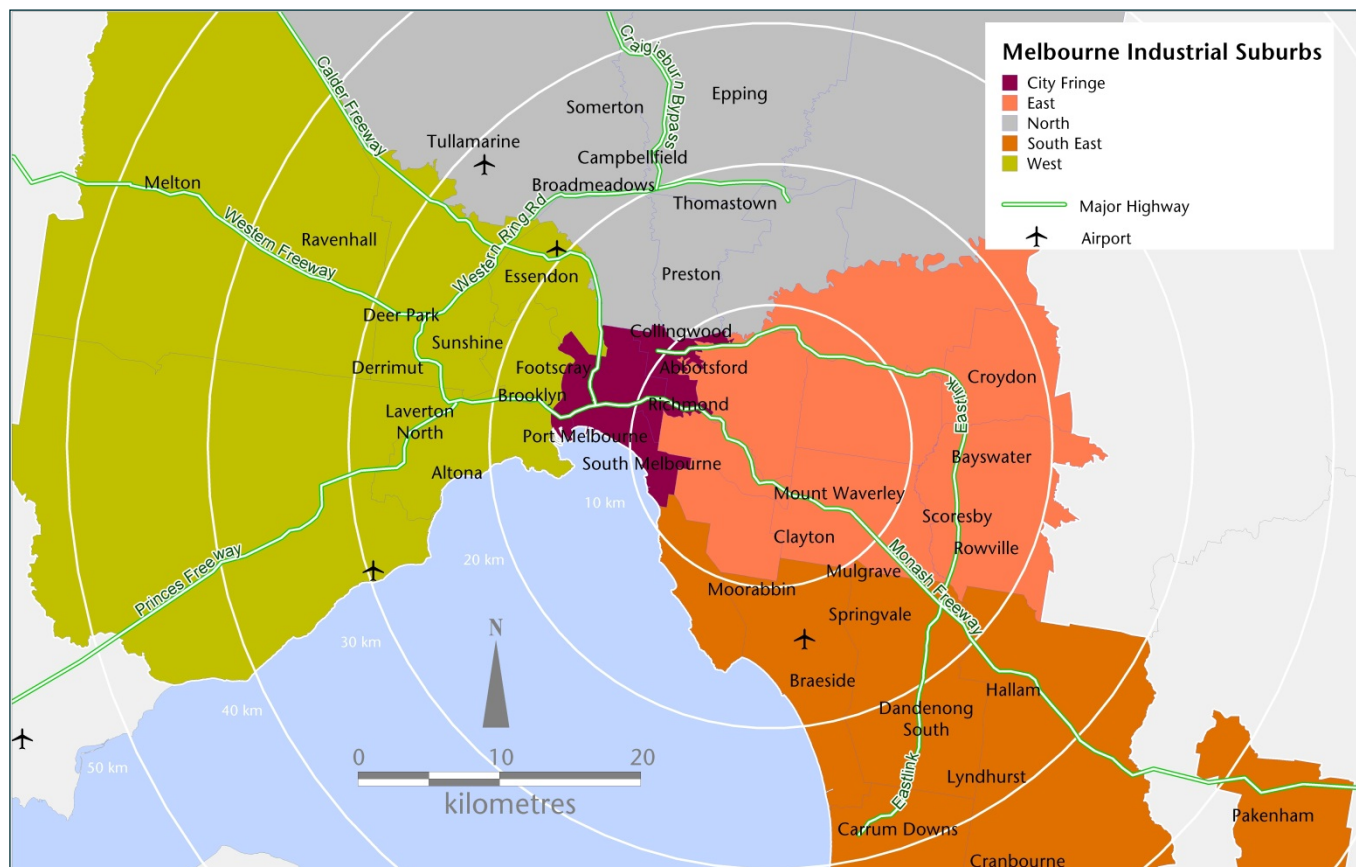 Melbourne Industrial Suburbs
City Fringe
East
North
South East
West
Major Highway
Airport
Calder Freeway
Craigieburn Bypass
Epping
Somerton
Tullamarine
Campbellfield
Broadmeadows
Thomastown
Melton
Western Freeway
Ravenhall
Western Ring Rd
Essendon
Preston
Deer Park
Sunshine
Collingwood
Derrimut
Footscray
Abbotsford
Croydon
Eastlink
Brooklyn
Richmond
Laverton
North
Port Melbourne
South Melbourne
Altona
Bayswater
Mount Waverley
10 km
Scoresby
Clayton
Rowville
20 km
Monash Freeway
Mulgrave
Moorabbin
Princes Freeway
Springvale
30 km
N
Braeside
Hallam
40 km
Dandenong
South
50 km
0 10 20
kilometres
Eastlink
Lyndhurst
Pakenham
Carrum Downs
Cranbourne